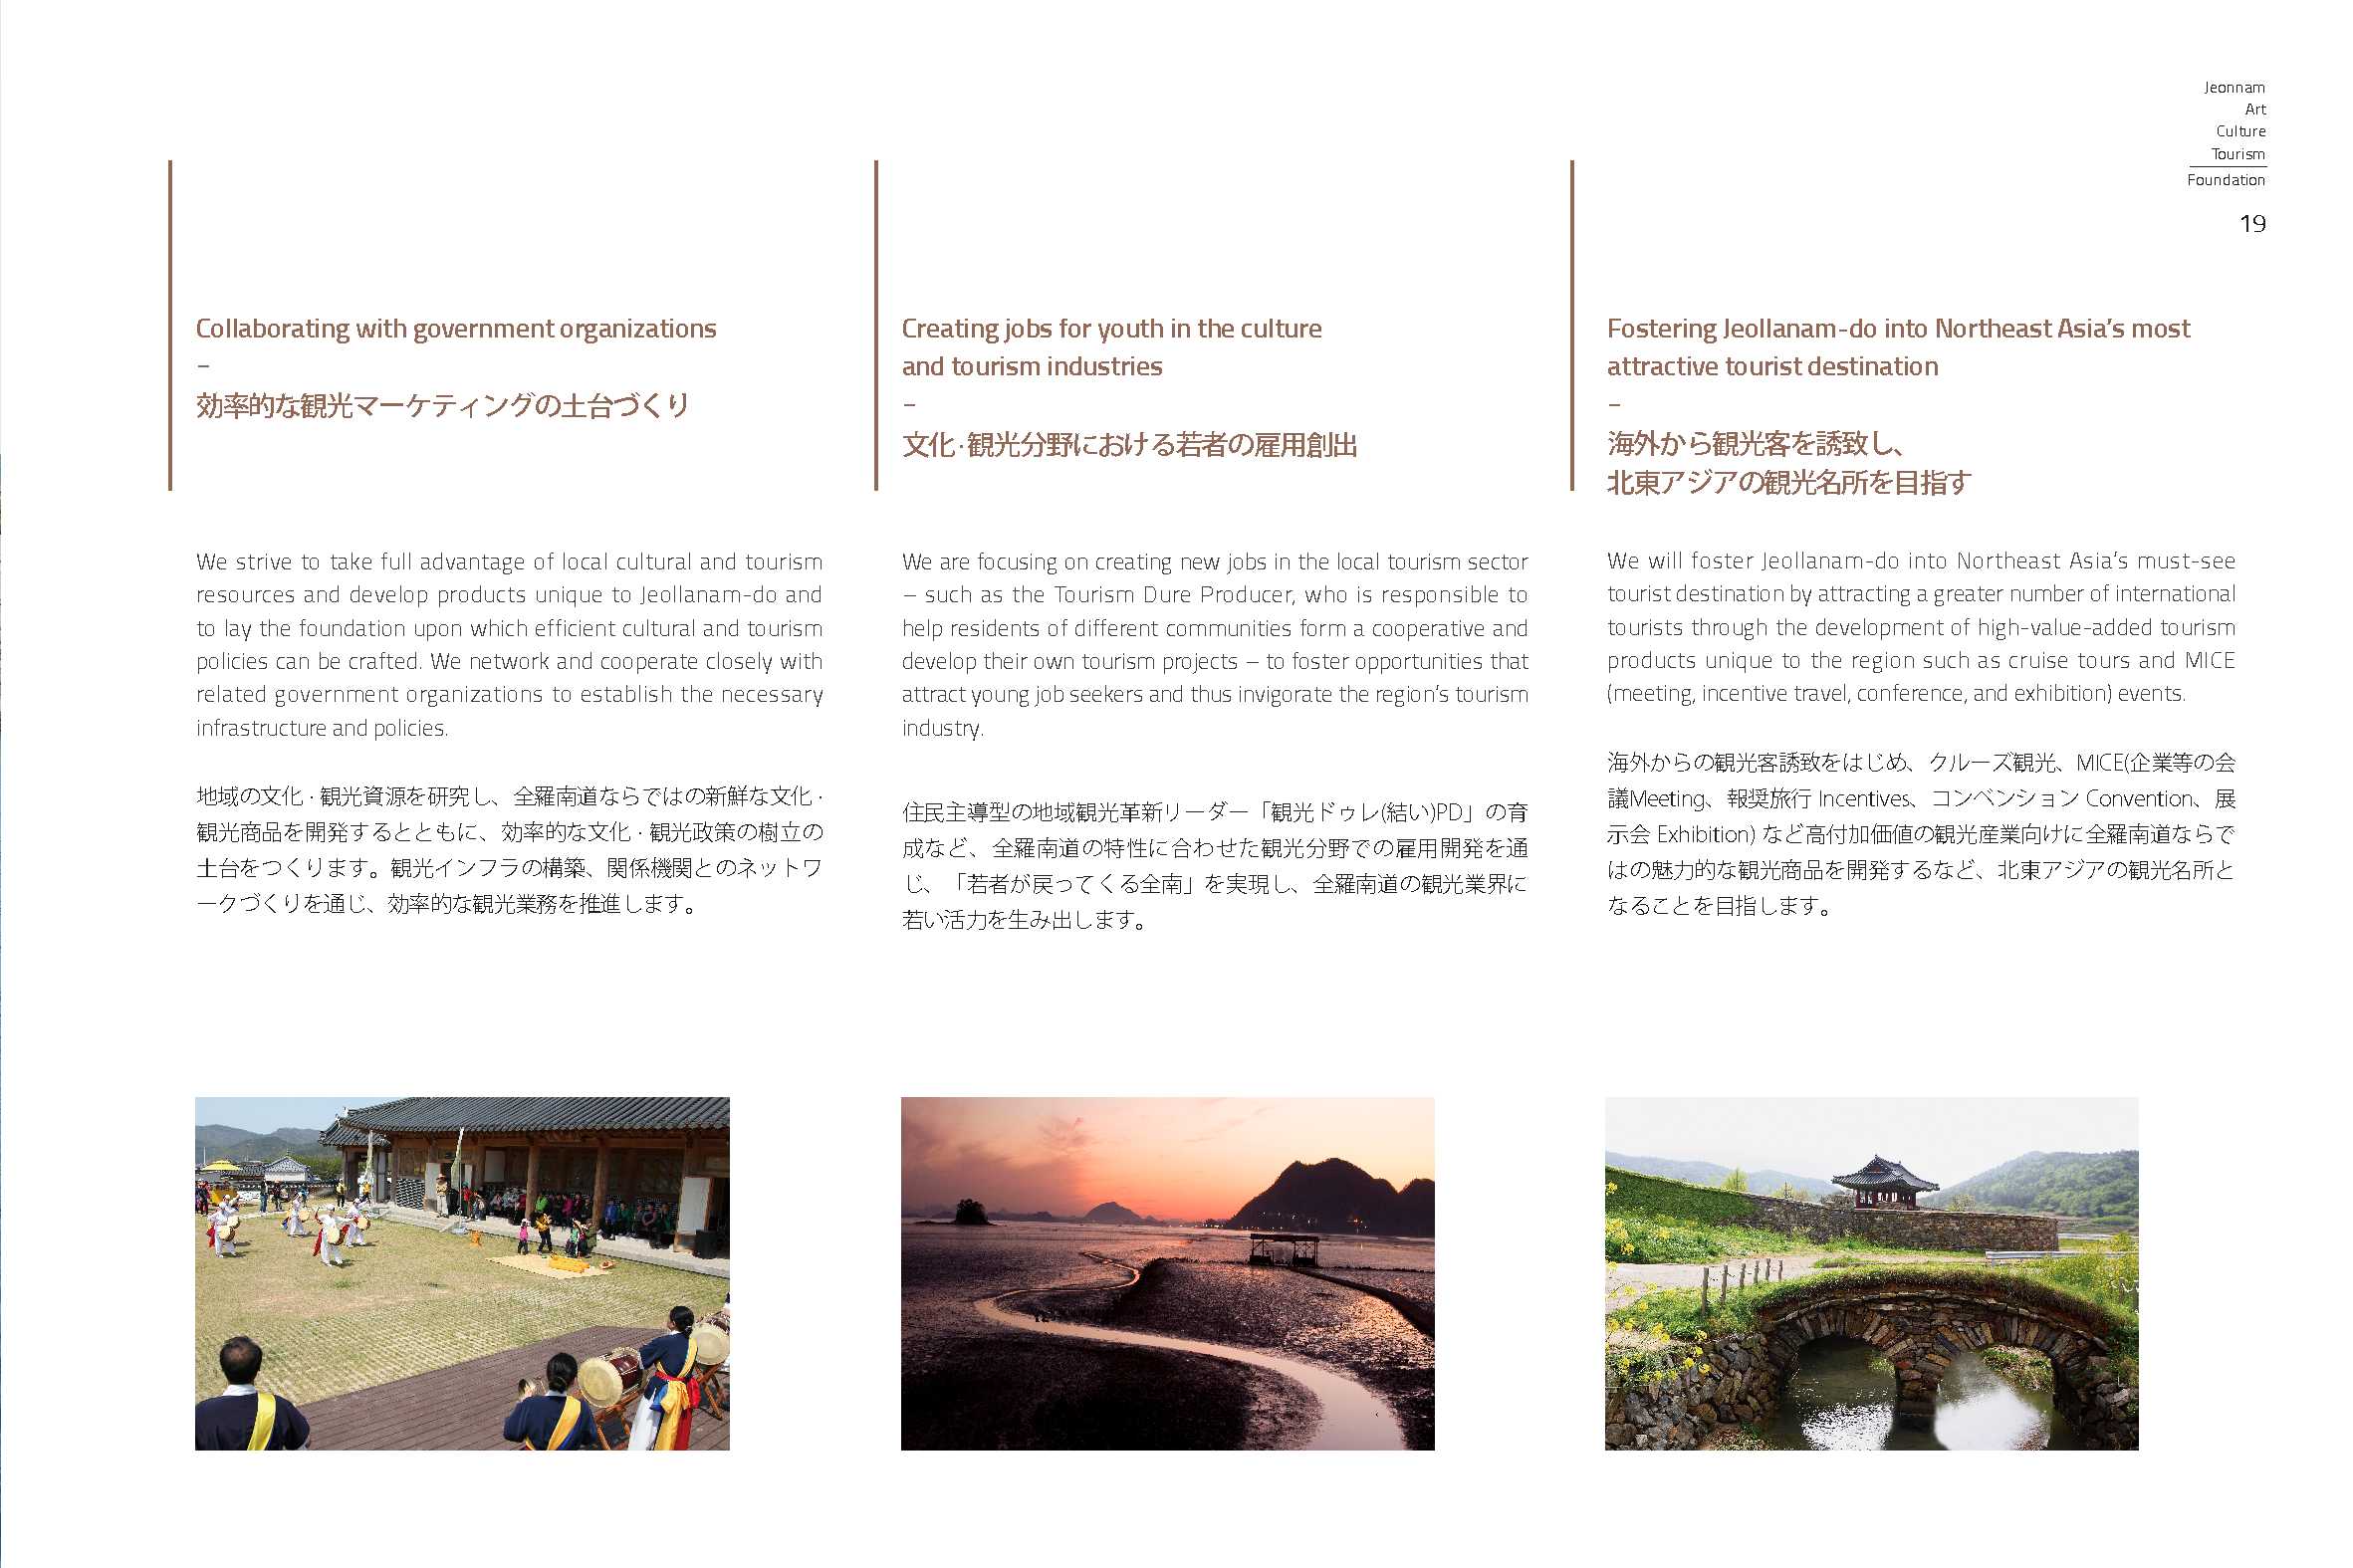 Jeonnam
Art
Culture
Tourism
Foundation
19
Collaborating with government organizations
–
効率的な観光マーケティングの土台づくり
We strive to take full advantage of local cultural and tourism
resources and develop products unique to Jeollanam-do and
to lay the foundation upon which efficient cultural and tourism
policies can be crafted. We network and cooperate closely with
related government organizations to establish the necessary
infrastructure and policies.
地域の文化 · 観光資源を研究し、全羅南道ならではの新鮮な文化 ·
観光商品を開発するとともに、効率的な文化 · 観光政策の樹立の
土台をつくります。観光インフラの構築、関係機関とのネットワ
ークづくりを通じ、効率的な観光業務を推進します。
Creating jobs for youth in the culture
and tourism industries
–
文化·観光分野における若者の雇用創出
We are focusing on creating new jobs in the local tourism sector
– such as the Tourism Dure Producer, who is responsible to
help residents of different communities form a cooperative and
develop their own tourism projects – to foster opportunities that
attract young job seekers and thus invigorate the region’s tourism
industry.
住民主導型の地域観光革新リーダー「観光ドゥレ(結い)PD」の育
成など、全羅南道の特性に合わせた観光分野での雇用開発を通
じ、「若者が戻ってくる全南」を実現し、全羅南道の観光業界に
若い活力を生み出します。
Fostering Jeollanam-do into Northeast Asia’s most
attractive tourist destination
–
海外から観光客を誘致し、
北東アジアの観光名所を目指す
We will foster Jeollanam-do into Northeast Asia’s must-see
tourist destination by attracting a greater number of international
tourists through the development of high-value-added tourism
products unique to the region such as cruise tours and MICE
(meeting, incentive travel, conference, and exhibition) events.
海外からの観光客誘致をはじめ、クルーズ観光、MICE(企業等の会
議Meeting、報奨旅行 Incentives、コンベンション Convention、展
示会 Exhibition) など高付加価値の観光産業向けに全羅南道ならで
はの魅力的な観光商品を開発するなど、北東アジアの観光名所と
なることを目指します。